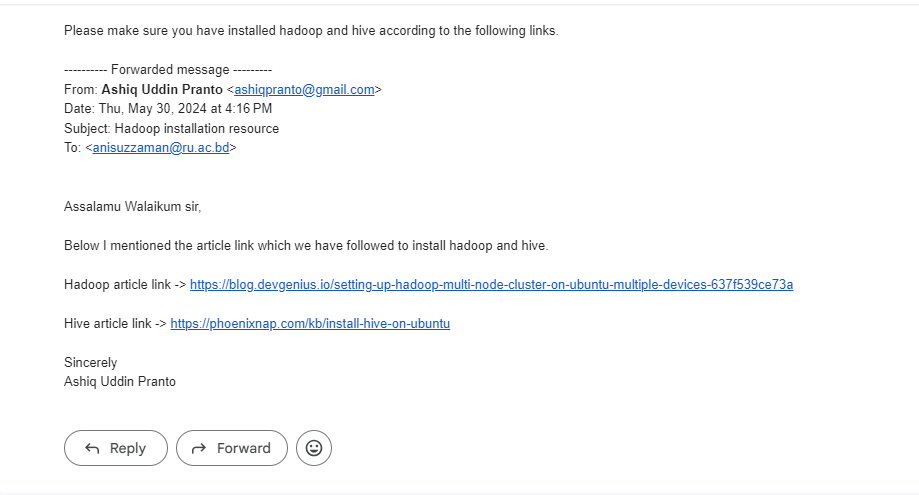 Please make sure you have installed hadoop and hive according to the following links.
---------- Forwarded message ---------
From: Ashiq Uddin Pranto <ashiqpranto@gmail.com>
Date: Thu, May 30, 2024 at 4:16 PM
Subject: Hadoop installation resource
To: <anisuzzaman@ru.ac.bd>
Assalamu Walaikum sir,
Below I mentioned the article link which we have followed to install hadoop and hive.
Hadoop article link -> https://blog.devgenius.io/setting-up-hadoop-multi-node-cluster-on-ubuntu-multiple-devices-637f539ce73a
Hive article link -> https://phoenixnap.com/kb/install-hive-on-ubuntu
Sincerely
Ashiq Uddin Pranto
Reply Forward